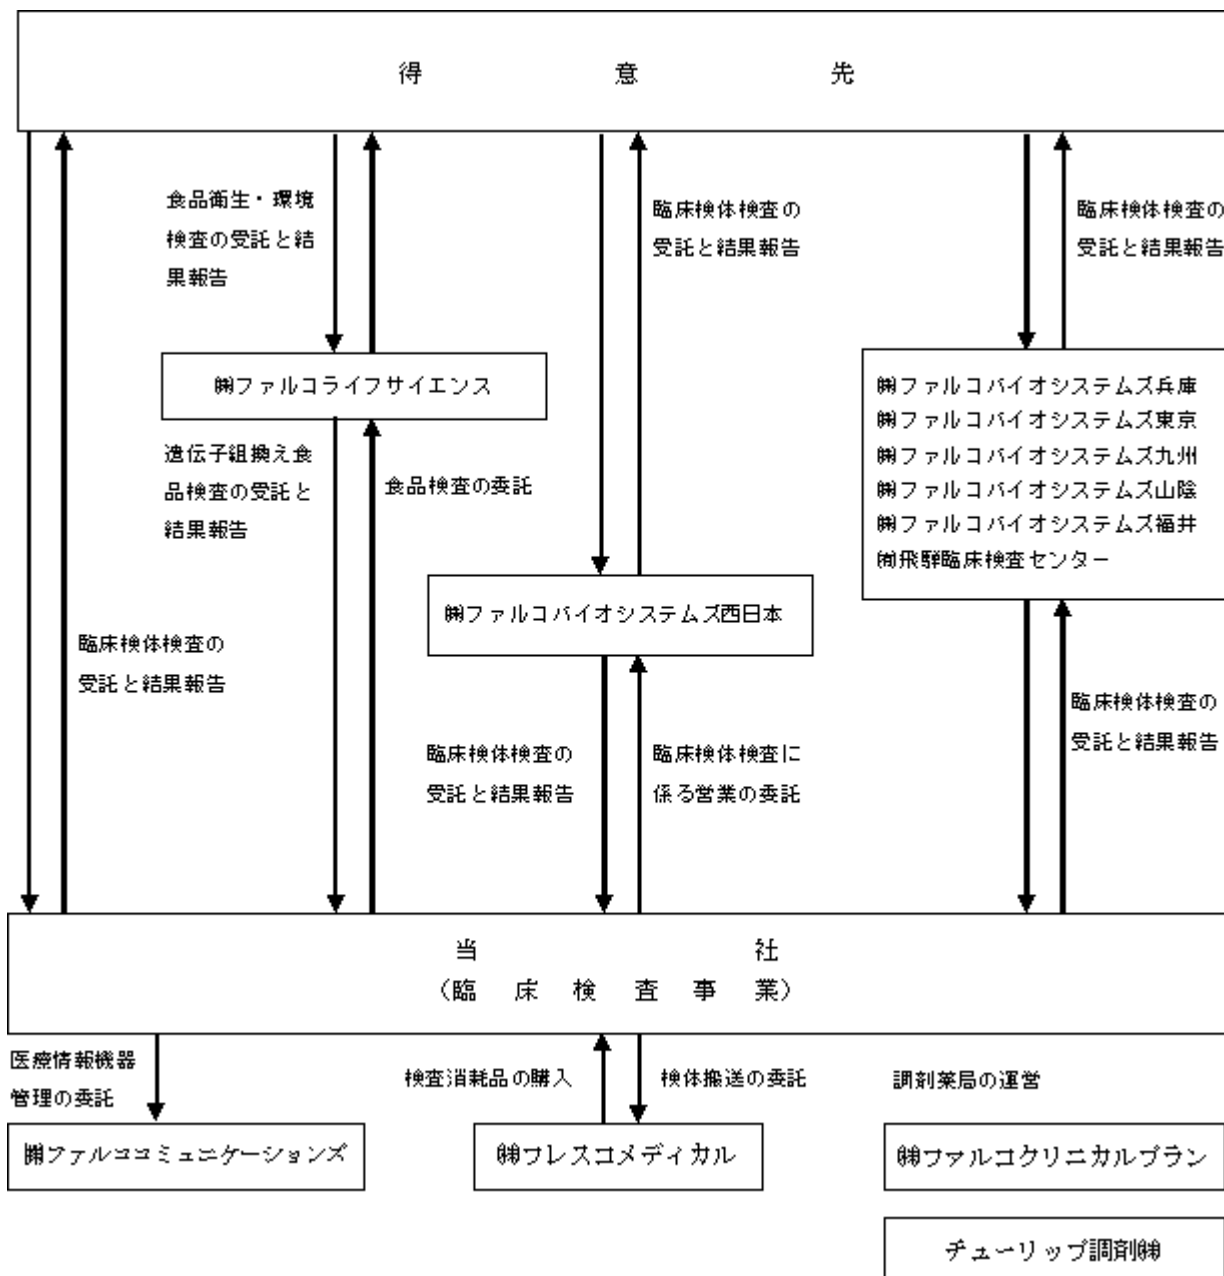 得意先
食品衛生・環境
検査の受託と結
果報告
臨床検体検査の
受託と結果報告
臨床検体検査の
受託と結果報告
㈱ファルコライフサイエンス
㈱ファルコバイオシステムズ兵庫
㈱ファルコバイオシステムズ東京
㈱ファルコバイオシステムズ九州
㈱ファルコバイオシステムズ山陰
㈱ファルコバイオシステムズ福井
㈲飛騨臨床検査センター
遺伝子組換え食
品検査の受託と
結果報告
食品検査の委託
㈱ファルコバイオシステムズ西日本
臨床検体検査の
受託と結果報告
臨床検体検査の
受託と結果報告
臨床検体検査に
係る営業の委託
臨床検体検査の
受託と結果報告
当社
(臨床検査事業)
医療情報機器
管理の委託
検査消耗品の購入
検体搬送の委託
調剤薬局の運営
㈱ファルココミュニケーションズ
㈱フレスコメディカル
㈱ファルコクリニカルプラン
チューリップ調剤㈱